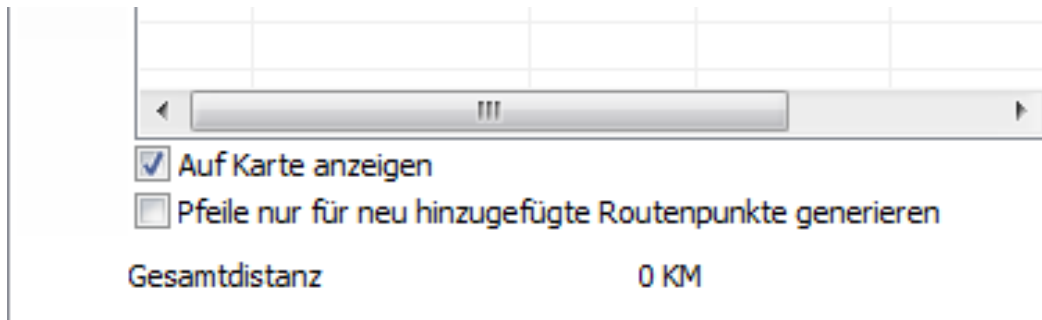 Auf Karte anzeigen
Pfeile nur für neu hinzugefügte Routenpunkte generieren
Gesamtdistanz 0 KM